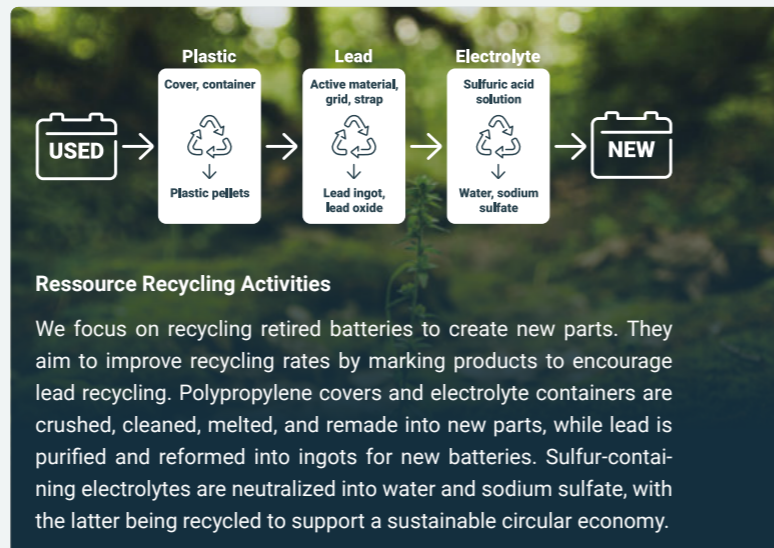 Plastic
Lead
Electrolyte
Cover, container
Active material,
grid, strap
Sulfuric acid
solution
USED
NEW
Plastic pellets
Lead ingot,
lead oxide
Water, sodium
sulfate
Ressource Recycling Activities
We focus on recycling retired batteries to create new parts. They
aim to improve recycling rates by marking products to encourage
lead recycling. Polypropylene covers and electrolyte containers are
crushed, cleaned, melted, and remade into new parts, while lead is
purified and reformed into ingots for new batteries. Sulfur-contai-
ning electrolytes are neutralized into water and sodium sulfate, with
the latter being recycled to support a sustainable circular economy.